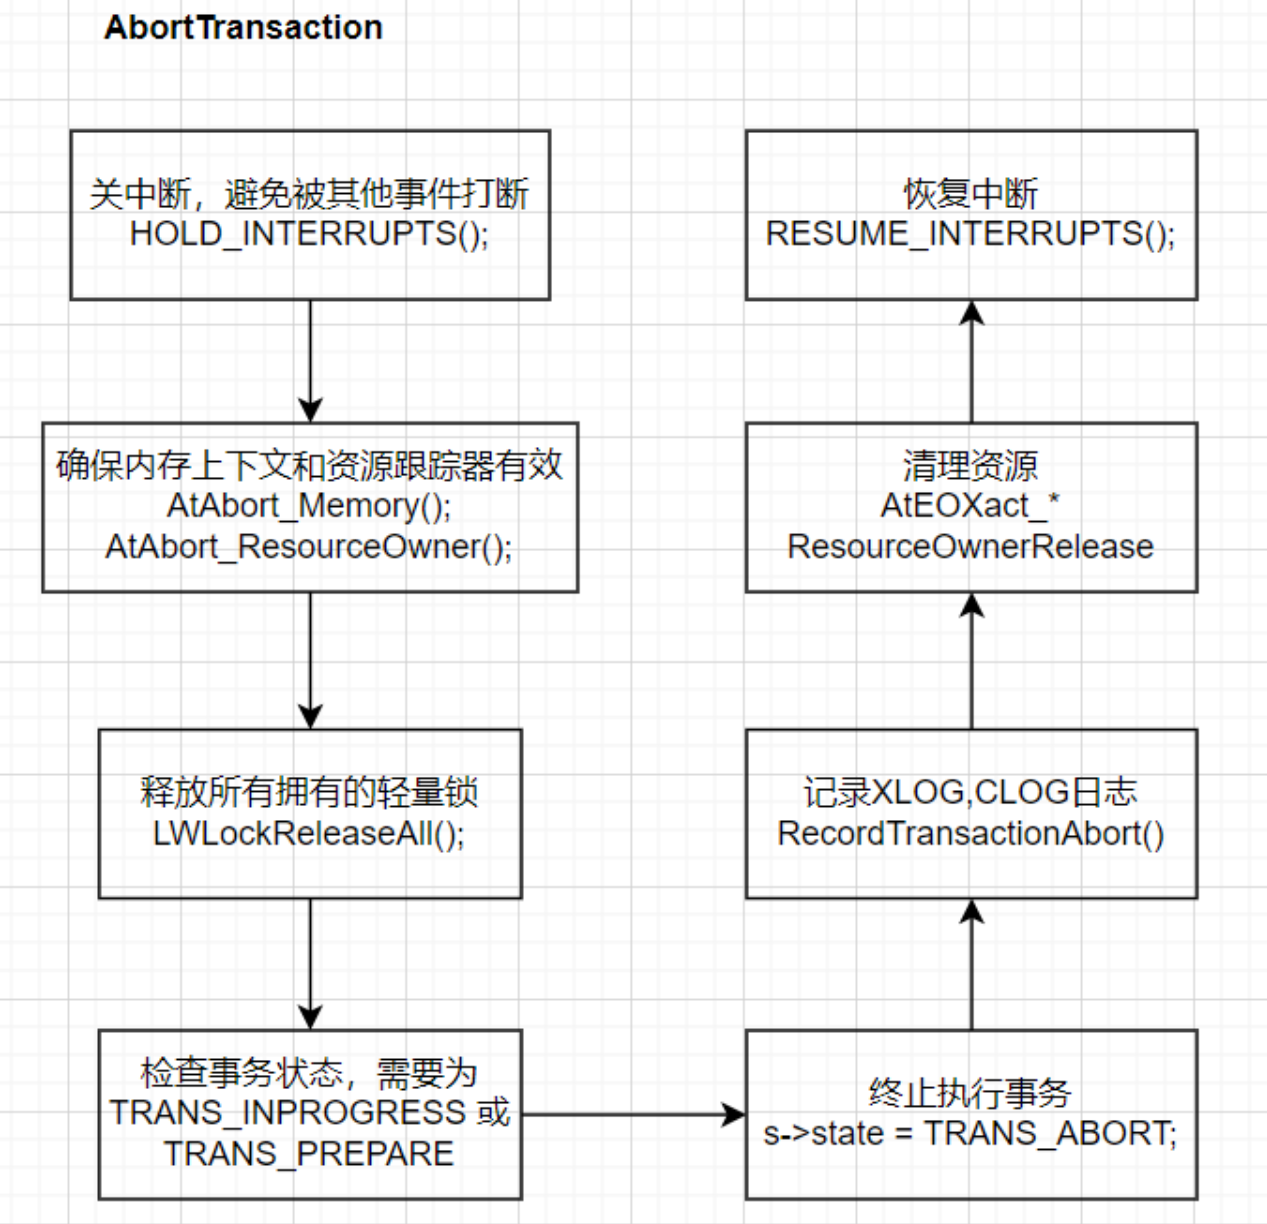 AbortTransaction
关中断，避免被其他事件打断
HOLD_INTERRUPTS();
确保内存上下文和资源跟踪器有效
AtAbort_Memory();
AtAbort_ResourceOwner();
释放所有拥有的轻量锁
LWLockReleaseAll();
检查事务状态，需要为
TRANS_INPROGRESS 或
TRANS_PREPARE
终止执行事务
s->state = TRANS_ABORT;
记录XLOG,CLOG日志
RecordTransactionAbort()
清理资源
AtEOXact_*
ResourceOwnerRelease
恢复中断
RESUME_INTERRUPTS();